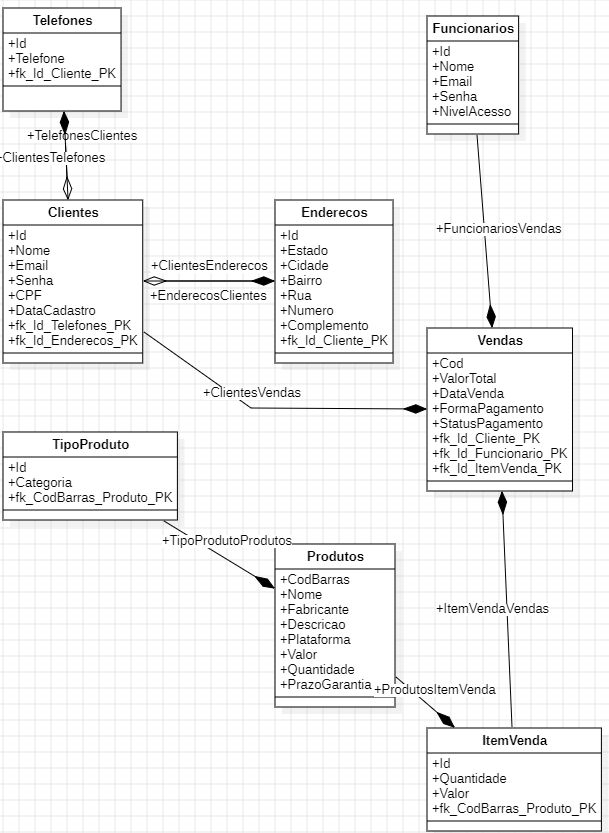 Telefones
+Id
+Telefone
+fk_Id_Cliente_PK
Funcionarios
+Id
+Nome
+Email
+Senha
+NivelAcesso
+TelefonesClientes
+ClientesTelefones
Clientes
+Id
+Nome
+Email
+Senha
+CPF
+DataCadastro
+fk_Id_Telefones_PK
+fk_Id_Enderecos_PK
+ClientesEnderecos
+EnderecosClientes
Enderecos
+Id
+Estado
+Cidade
+Bairro
+Rua
+Numero
+Complemento
+fk_Id_Cliente_PK
+FuncionariosVendas
Vendas
+Cod
+ValorTotal
+DataVenda
+FormaPagamento
+StatusPagamento
+fk_Id_Cliente_PK
+fk_Id_Funcionario_PK
+fk_Id_ItemVenda_PK
+ClientesVendas
TipoProduto
+Id
+Categoria
+fk_CodBarras_Produto_PK
+TipoProdutoProdutos
Produtos
+CodBarras
+Nome
+Fabricante
+Descricao
+Plataforma
+Valor
+Quantidade
+PrazoGarantia
+ItemVendaVendas
+ProdutosItemVenda
ItemVenda
+Id
+Quantidade
+Valor
+fk_CodBarras_Produto_PK